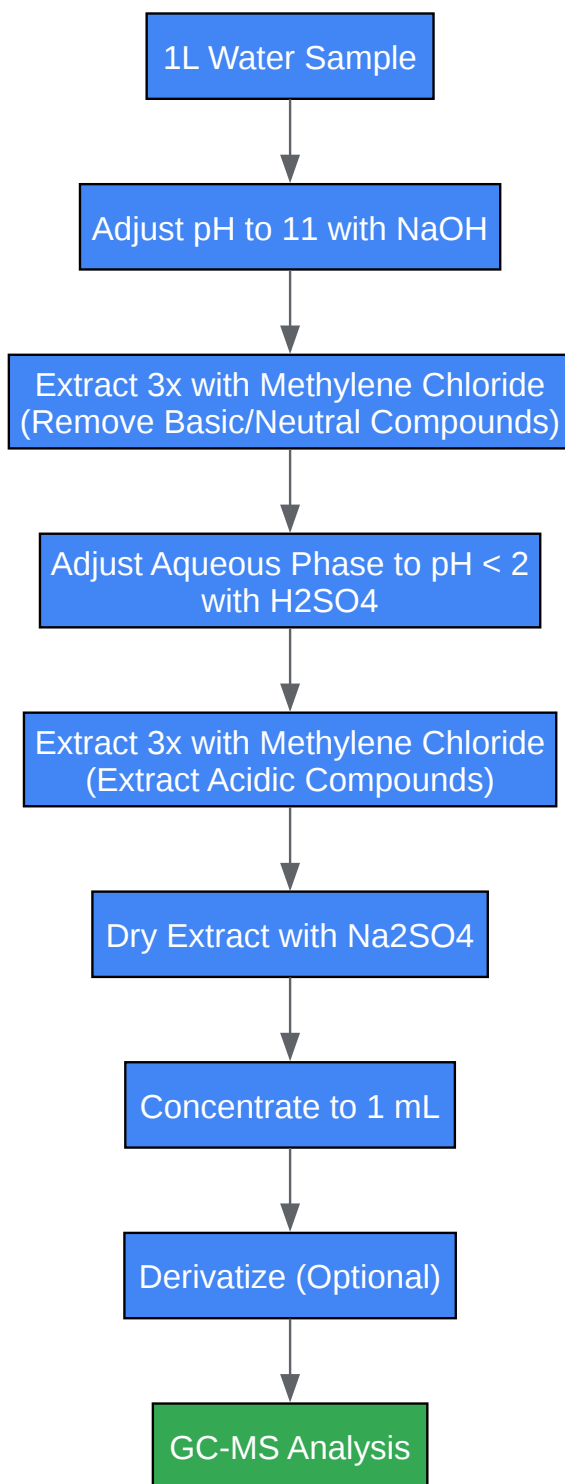 1L Water Sample
Adjust pH to 11 with NaOH
Extract 3x with Methylene Chloride
(Remove Basic/Neutral Compounds)
Adjust Aqueous Phase to pH < 2
with H2SO4
Extract 3x with Methylene Chloride
(Extract Acidic Compounds)
Dry Extract with Na2SO4
Concentrate to 1 mL
Derivatize (Optional)
GC-MS Analysis